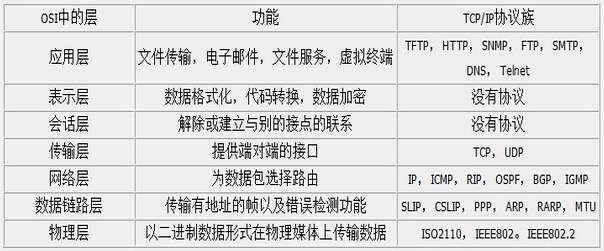 OSI中的层 功能 TCP/IP协议族
应用层 文件传输，电子邮件，文件服务，虚拟终端 TFTP，HTTP，SNMP，FTP，SMTP，
DNS，Telnet
表示层 数据格式化，代码转换，数据加密 没有协议
会话层 解除或建立与别的接点的联系 没有协议
传输层 提供端对端的接口 TCP，UDP
网络层 为数据包选择路由 IP，ICMP，RIP，OSPF，BGP，IGMP
数据链路层 传输有地址的帧以及错误检测功能 SLIP，CSLIP，PPP，ARP，RARP，MTU
物理层 以二进制数据形式在物理媒体上传输数据 ISO2110，IEEE802。IEEE802.2